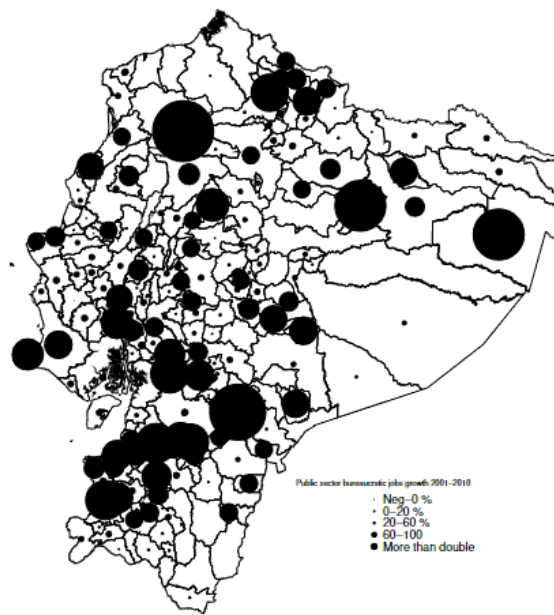 Public sector bureaucratic jobs growth 2001–2010
Neg–0 %
0–20 %
20–60 %
60–100
More than double